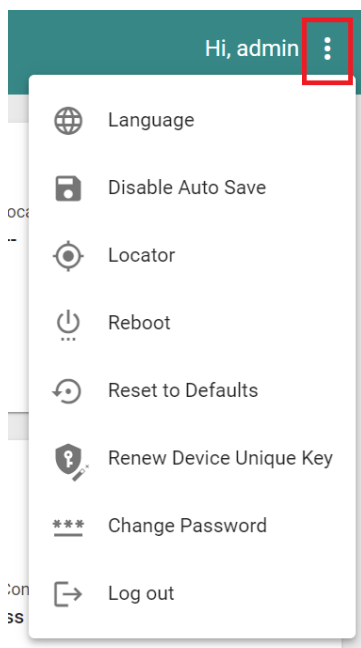 Hi, admin
Language
Disable Auto Save
Locator
Reboot
Reset to Defaults
Renew Device Unique Key
Change Password
Log out